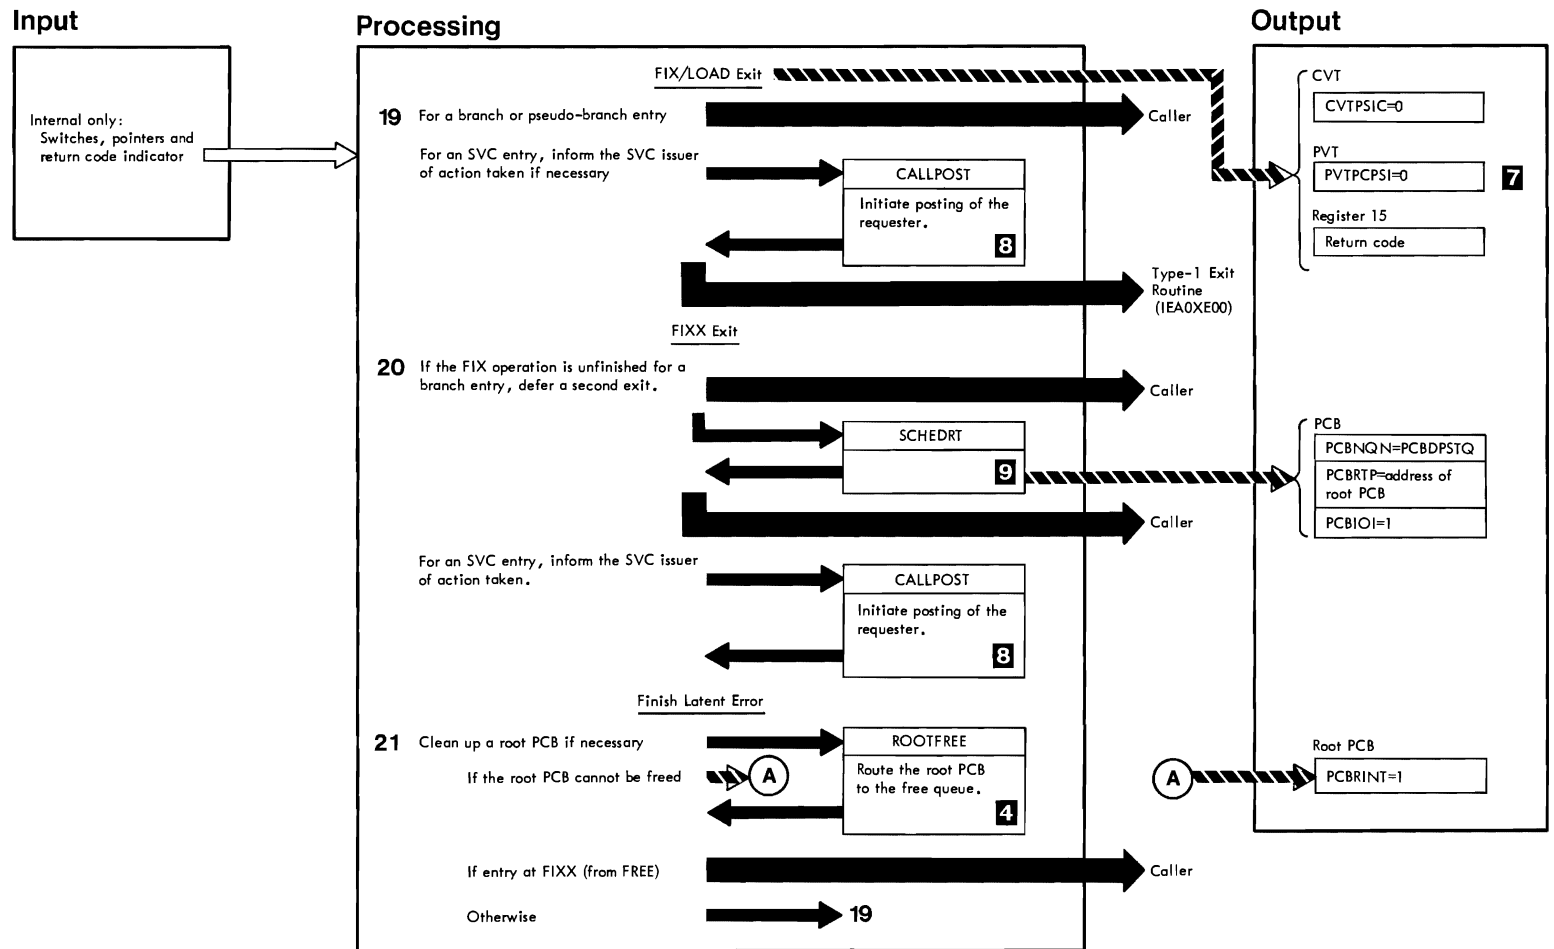 Input
Processing
Output
Internal only:
Switches, pointers and
return code indicator
FIX/LOAD Exit
19 For a branch or pseudo-branch entry
Caller
For an SVC entry, inform the SVC issuer
of action taken if necessary
CALLPOST
Initiate posting of the
requester.
8
Type-1 Exit
Routine
(IEA0XE00)
CVT
CVTPSIC=0
PVT
PVTPCPSI=0
7
Register 15
Return code
FIXX Exit
20 If the FIX operation is unfinished for a
branch entry, defer a second exit.
Caller
SCHEDRT
9
Caller
PCB
PCBNQN=PCBDPSTQ
PCBRTP=address of
root PCB
PCBIOI=1
For an SVC entry, inform the SVC issuer
of action taken.
CALLPOST
Initiate posting of the
requester.
8
Finish Latent Error
21 Clean up a root PCB if necessary
ROOTFREE
Route the root PCB
to the free queue.
4
If the root PCB cannot be freed
A
A
Root PCB
PCBRINT=1
If entry at FIXX (from FREE)
Caller
Otherwise
19